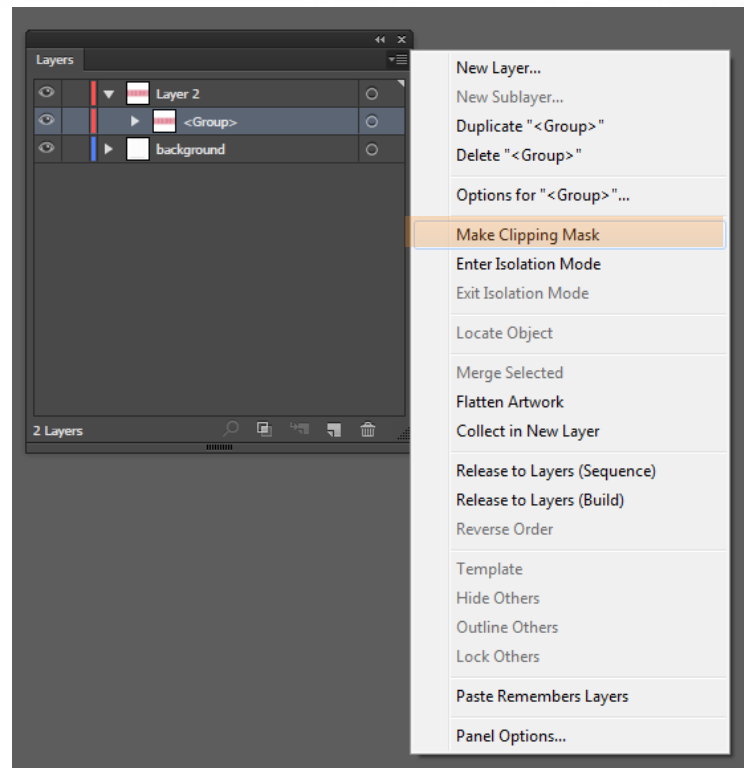 Layers
Layer 2
<Group>
background
2 Layers
New Layer...
New Sublayer...
Duplicate "<Group>"
Delete "<Group>"
Options for "<Group>"...
Make Clipping Mask
Enter Isolation Mode
Exit Isolation Mode
Locate Object
Merge Selected
Flatten Artwork
Collect in New Layer
Release to Layers (Sequence)
Release to Layers (Build)
Reverse Order
Template
Hide Others
Outline Others
Lock Others
Paste Remembers Layers
Panel Options...